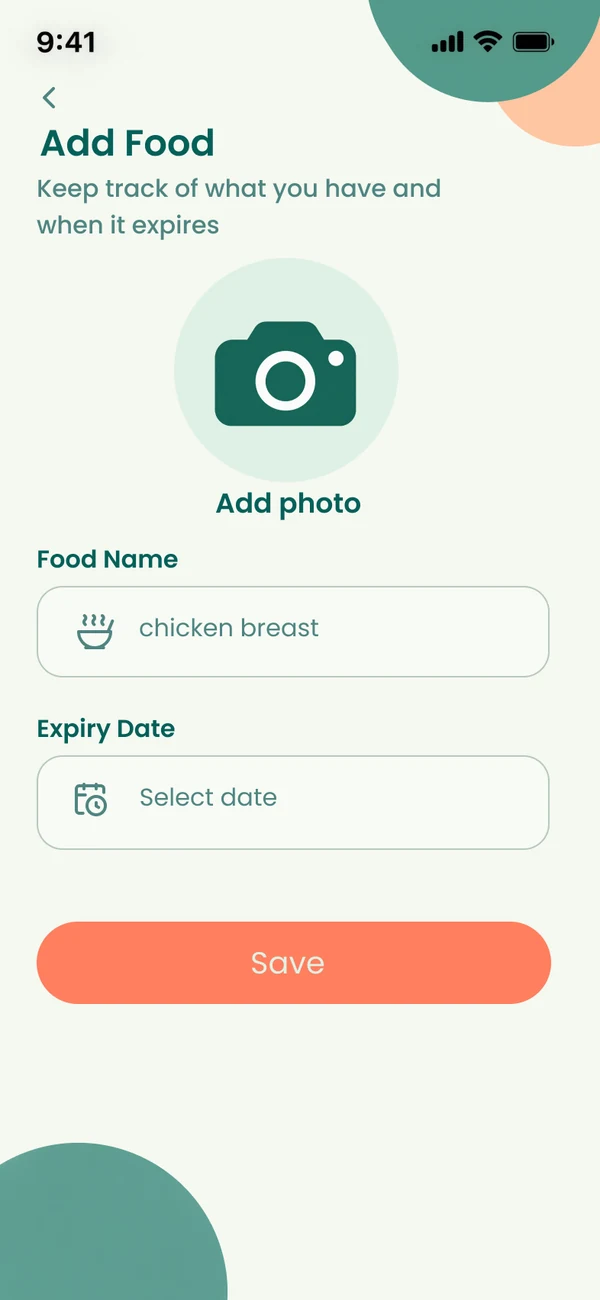 9:41
Add Food
Keep track of what you have and
when it expires
Add photo
Food Name
chicken breast
Expiry Date
Select date
Save